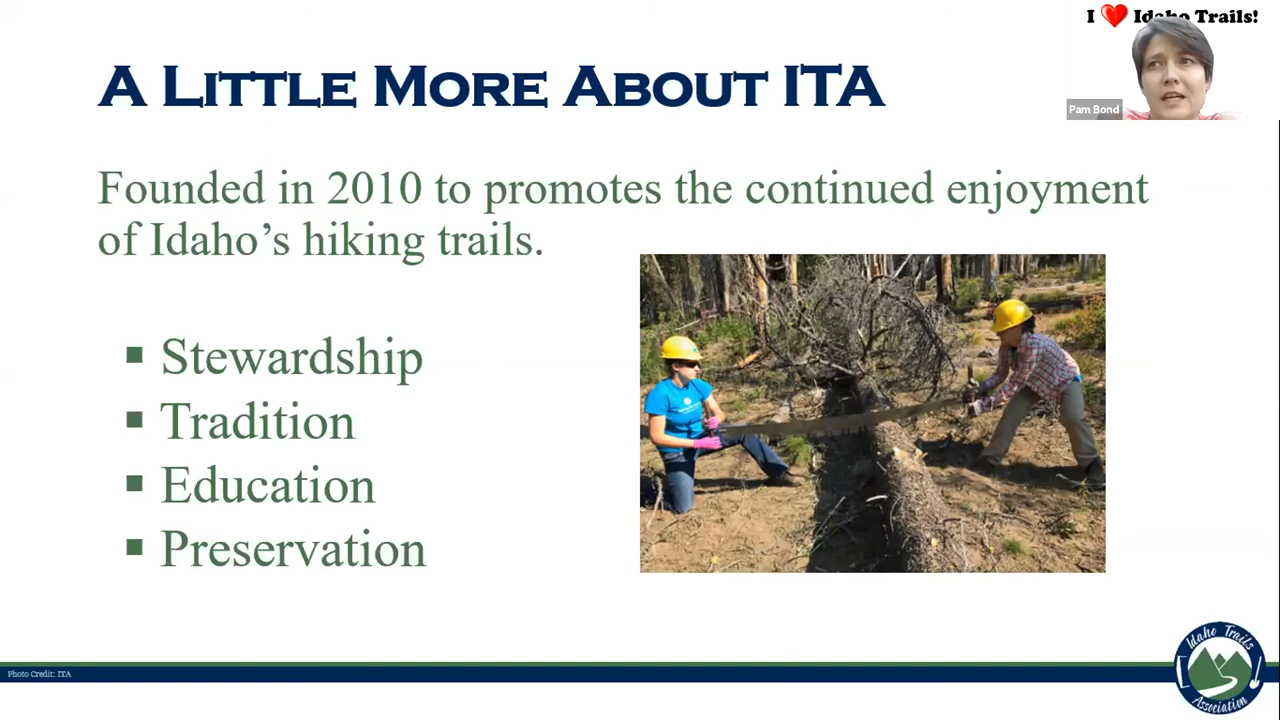 I ❤ Idaho Trails!
A LITTLE MORE ABOUT ITA
Pam Bond
Founded in 2010 to promotes the continued enjoyment
of Idaho’s hiking trails.
▪ Stewardship
▪ Tradition
▪ Education
▪ Preservation
Photo Credit: ITA
Idaho Trails
Association